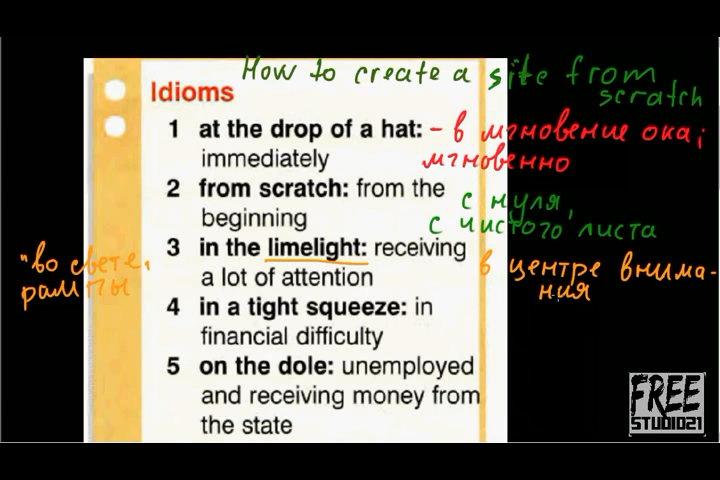 How to create a site from
scratch
Idioms
1 at the drop of a hat: - в мгновение ока;
immediately мгновенно
2 from scratch: from the
beginning
с нуля,
с чистого листа
3 in the limelight: receiving
a lot of attention
"во свете,
рампы
в центре внима-
ния
4 in a tight squeeze: in
financial difficulty
5 on the dole: unemployed
and receiving money from
the state
FREE
STUDIO21